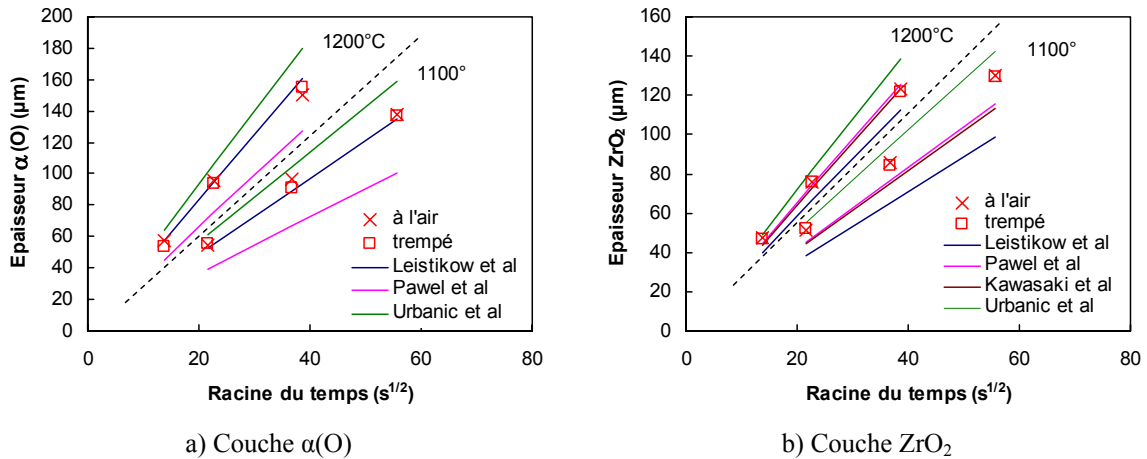 200
180
160
140
120
100
80
60
40
20
0
Epaisseur α (O) (µm)
0 20 40 60 80
Racine du temps (s^1/2)
1200°C
1100°
à l'air
trempé
Leistikow et al
Pawel et al
Urbanic et al
a) Couche α(O)
160
140
120
100
80
60
40
20
0
Epaisseur ZrO₂ (µm)
0 20 40 60 80
Racine du temps (s^1/2)
1200°C
1100°
à l'air
trempé
Leistikow et al
Pawel et al
Kawasaki et al
Urbanic et al
b) Couche ZrO₂